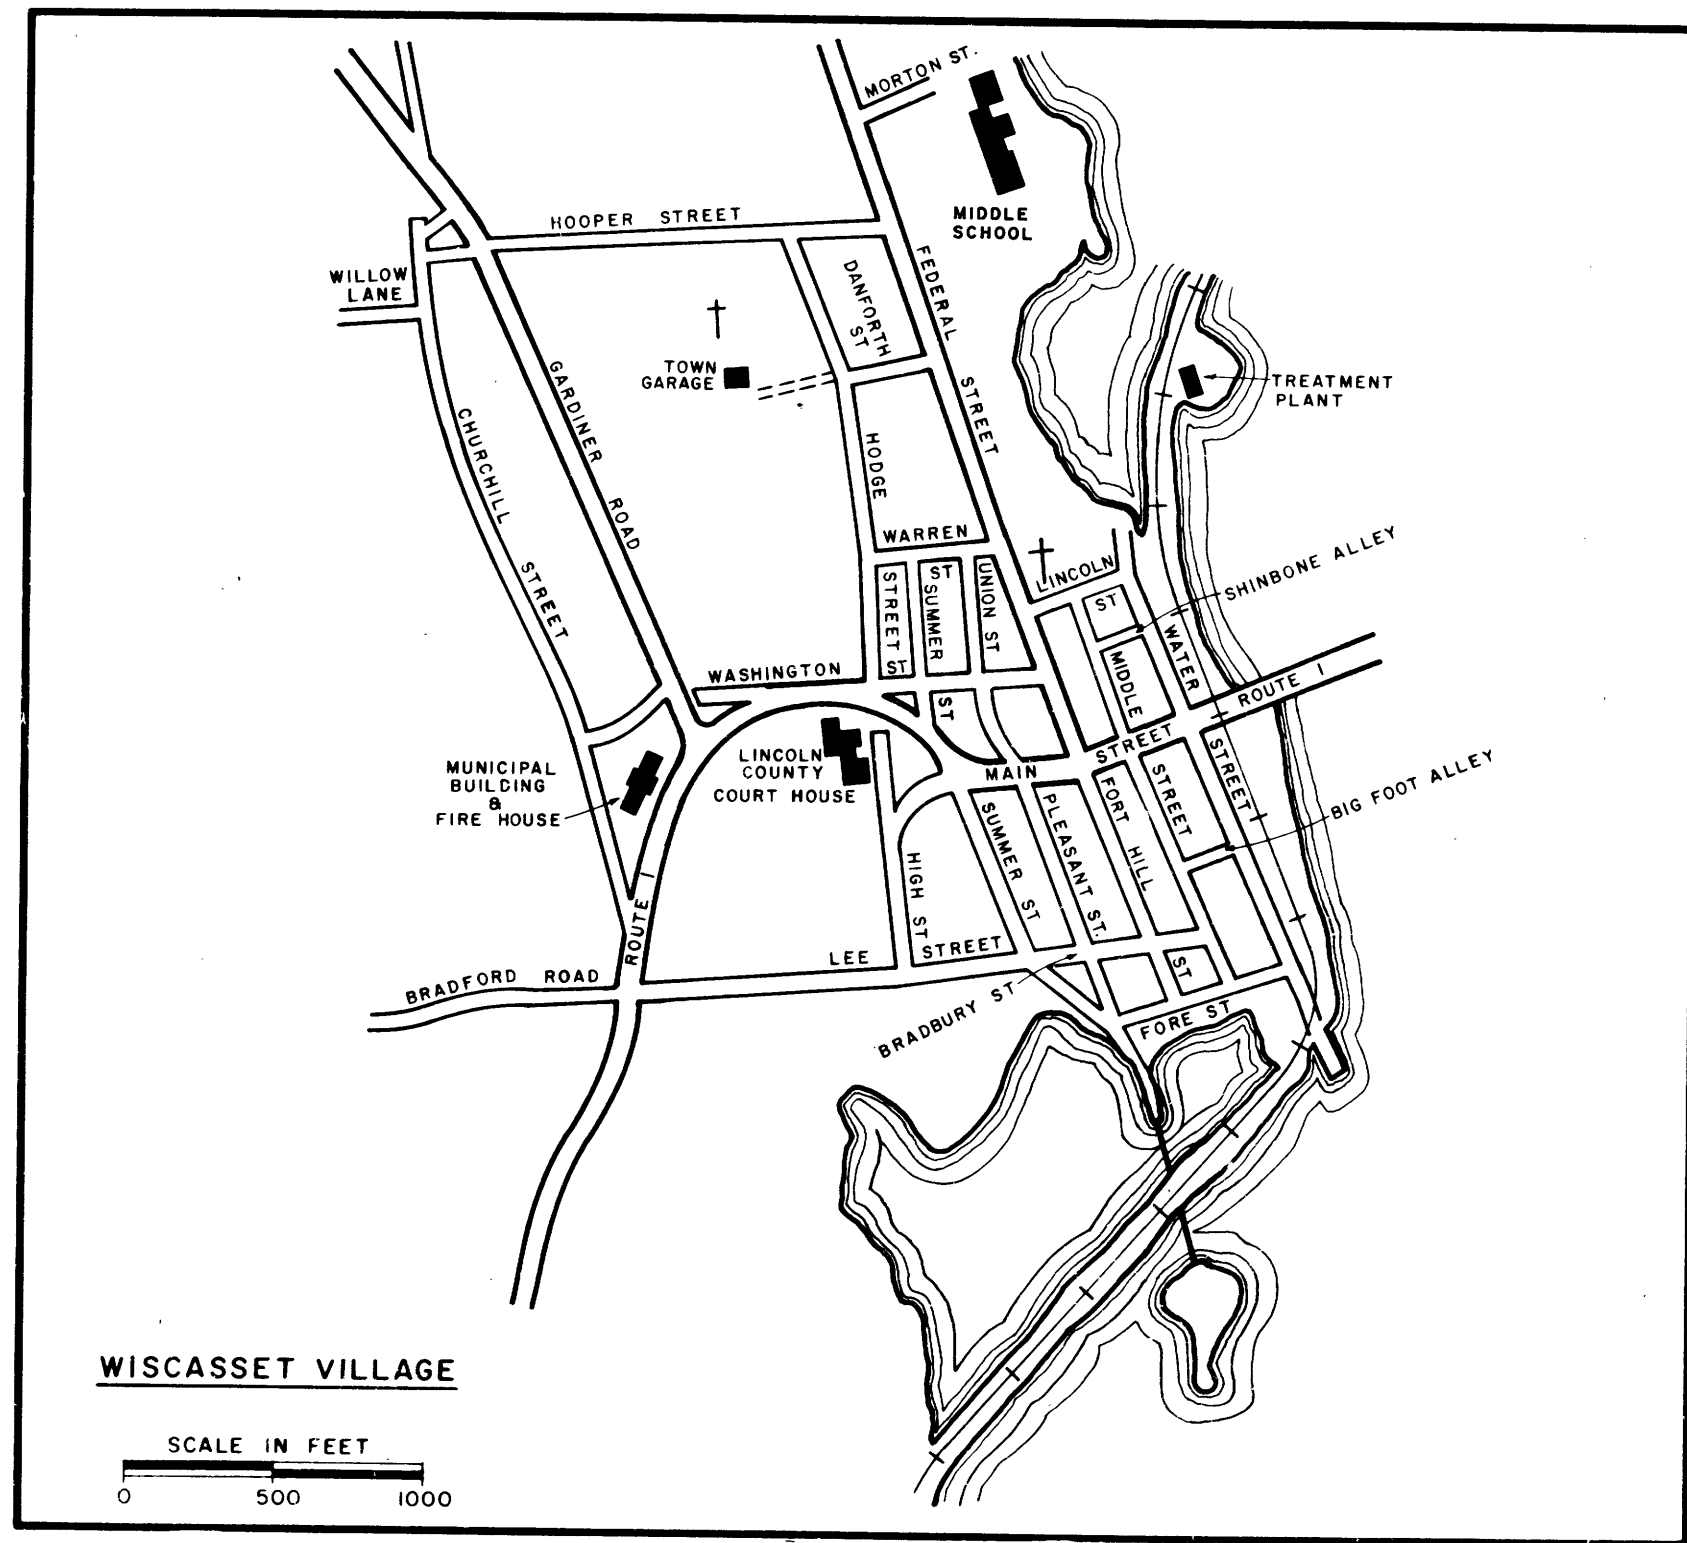 MORTON ST.
MIDDLE
SCHOOL
HOOPER STREET
WILLOW
LANE
DANFORTH
ST
FEDERAL
STREET
TOWN
GARAGE
TREATMENT
PLANT
GARDINER
ROAD
CHURCHILL
STREET
HODGE
STREET
WARREN
ST
SUMMER
ST
UNION ST
LINCOLN
ST
SHINBONE ALLEY
WASHINGTON
ST
MIDDLE
STREET
WATER
STREET
ROUTE 1
MUNICIPAL
BUILDING
&
FIRE HOUSE
LINCOLN
COUNTY
COURT HOUSE
MAIN
STREET
BIG FOOT ALLEY
SUMMER ST
PLEASANT ST.
FORT HILL
ST
HIGH ST
ROUTE 1
LEE STREET
BRADFORD ROAD
BRADBURY ST
FORE ST
WISCASSET VILLAGE
SCALE IN FEET
0 500 1000